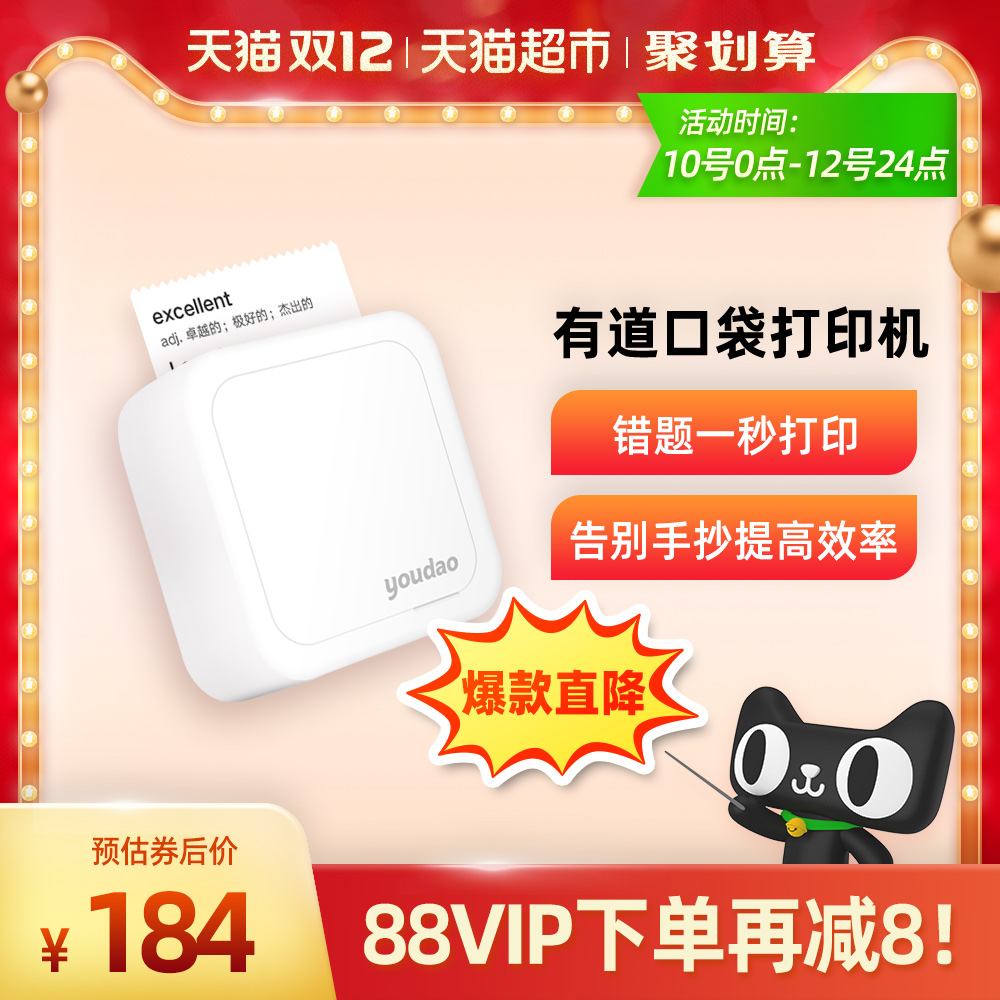 天猫双12 天猫超市 聚划算
活动时间:
10号0点-12号24点
excellent
adj. 卓越的; 极好的; 杰出的
有道口袋打印机
错题一秒打印
告别手抄提高效率
youdao
爆款直降
预估券后价
¥184
88VIP下单再减8!